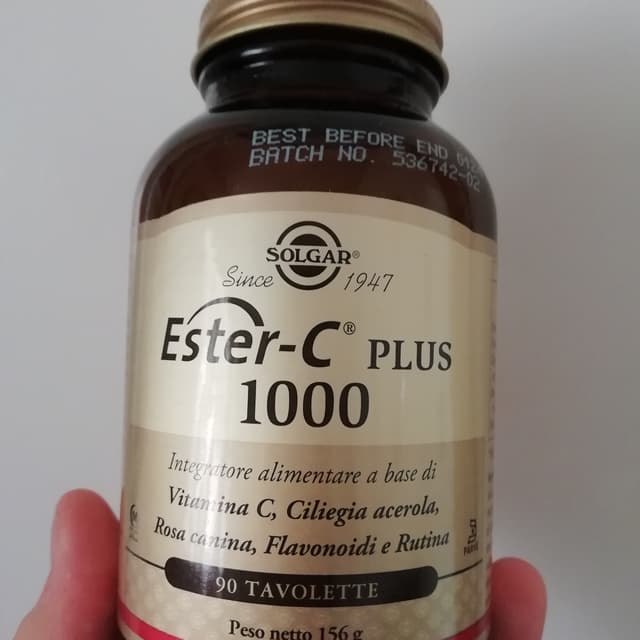 BEST BEFORE END
BATCH NO. 536742-02
SOLGAR®
Since 1947
Ester-C® PLUS
1000
Integratore alimentare a base di
Vitamina C, Ciliegia acerola,
Rosa canina, Flavonoidi e Rutina
PARVE
90 TAVOLETTE
Peso netto 156 g